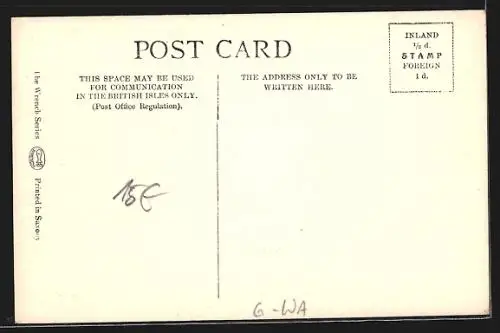 POST CARD
THIS SPACE MAY BE USED
FOR COMMUNICATION
IN THE BRITISH ISLES ONLY.
(Post Office Regulation).
THE ADDRESS ONLY TO BE
WRITTEN HERE.
INLAND
½ d.
STAMP
FOREIGN
1 d.
The Wrench Series
Printed in Saxony
15€
G-WA